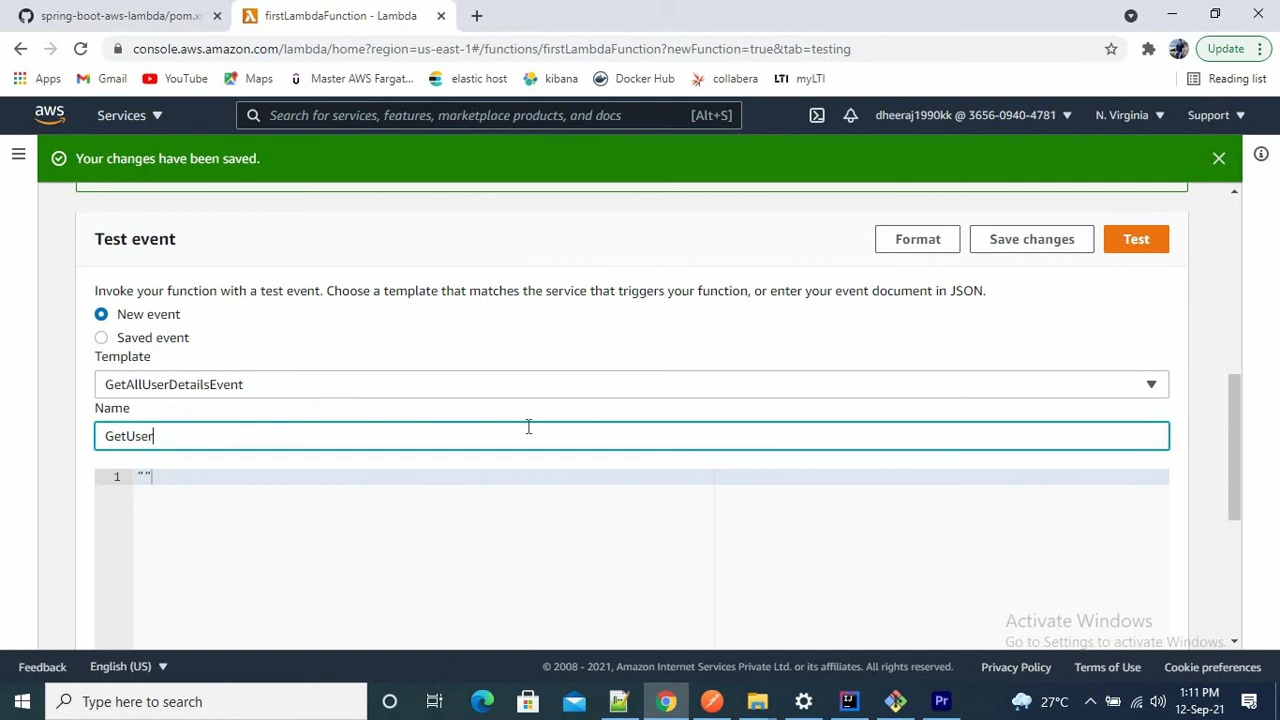 spring-boot-aws-lambda/pom.x
firstLambdaFunction - Lambda
console.aws.amazon.com/lambda/home?region=us-east-1#/functions/firstLambdaFunction?newFunction=true&tab=testing
Update
Apps
Gmail
YouTube
Maps
Master AWS Fargat...
elastic host
kibana
Docker Hub
collabera
LTI myLTI
Reading list
aws
Services
Search for services, features, marketplace products, and docs [Alt+S]
dheeraj1990kk @ 3656-0940-4781
N. Virginia
Support
Your changes have been saved.
Test event
Format
Save changes
Test
Invoke your function with a test event. Choose a template that matches the service that triggers your function, or enter your event document in JSON.
New event
Saved event
Template
GetAllUserDetailsEvent
Name
GetUser
1 ""
Activate Windows
Go to Settings to activate Windows.
Feedback
English (US)
© 2008 - 2021, Amazon Internet Services Private Ltd. or its affiliates. All rights reserved.
Privacy Policy
Terms of Use
Cookie preferences
Type here to search
Pr
27°C
1:11 PM
12-Sep-21